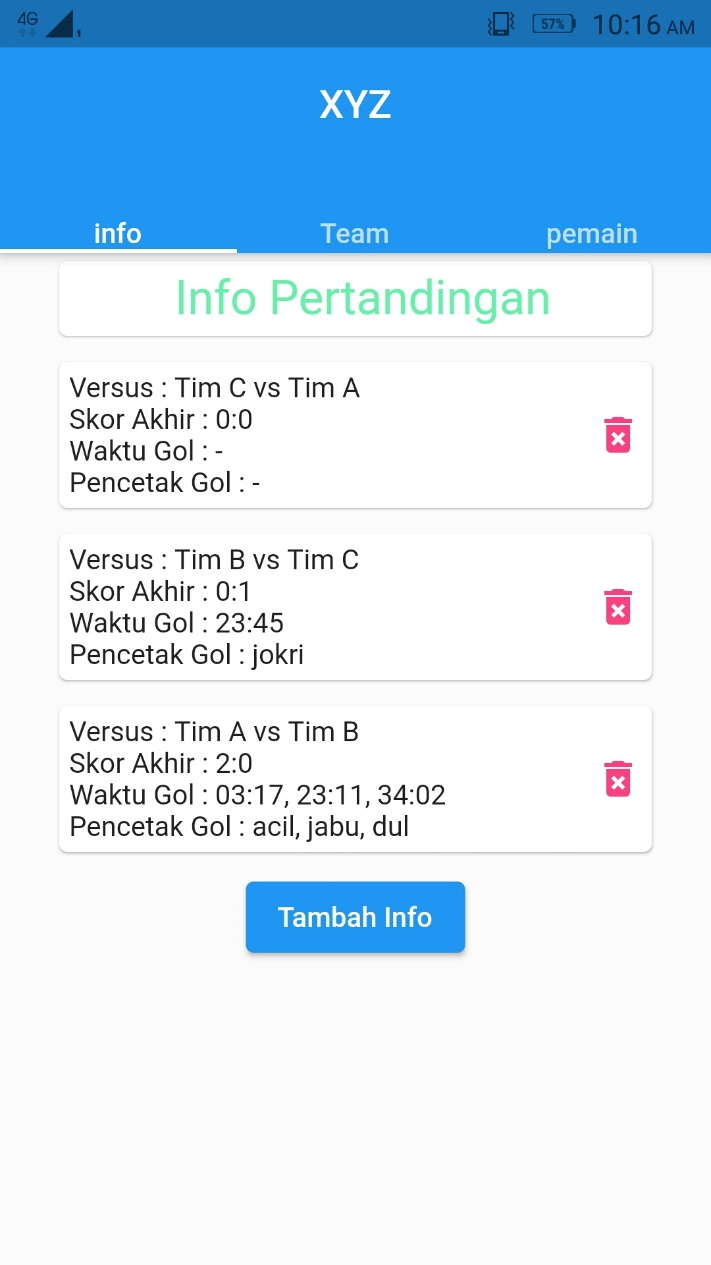 4G 1 57% 10:16 AM
XYZ
info Team pemain
Info Pertandingan
Versus : Tim C vs Tim A
Skor Akhir : 0:0
Waktu Gol : -
Pencetak Gol : -
Versus : Tim B vs Tim C
Skor Akhir : 0:1
Waktu Gol : 23:45
Pencetak Gol : jokri
Versus : Tim A vs Tim B
Skor Akhir : 2:0
Waktu Gol : 03:17, 23:11, 34:02
Pencetak Gol : acil, jabu, dul
Tambah Info